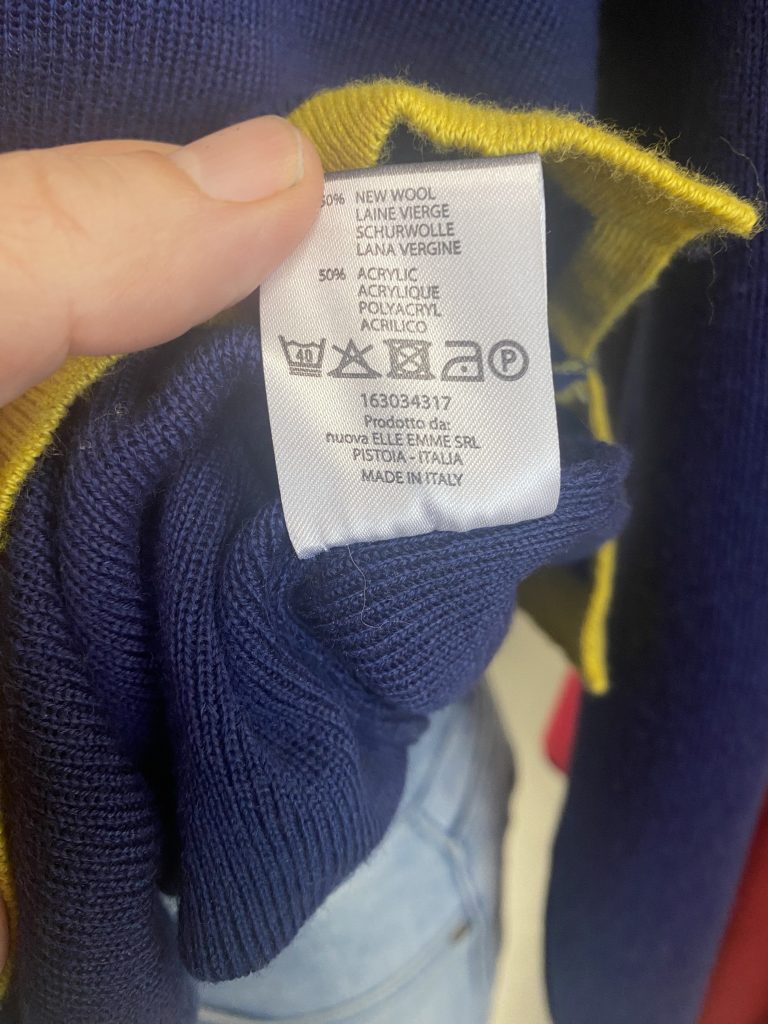 50% NEW WOOL
LAINE VIERGE
SCHURWOLLE
LANA VERGINE
50% ACRYLIC
ACRYLIQUE
POLYACRYL
ACRILICO
40 P
163034317
Prodotto da:
nuova ELLE EMME SRL
PISTOIA - ITALIA
MADE IN ITALY